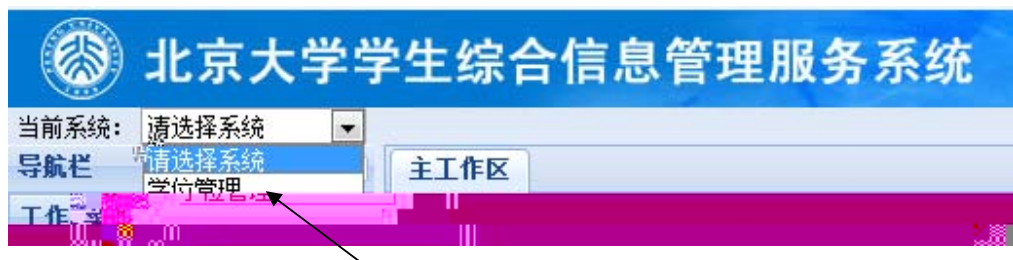 北京大学学生综合信息管理服务系统
当前系统： 请选择系统
导航栏 请选择系统 主工作区
学位管理
工作